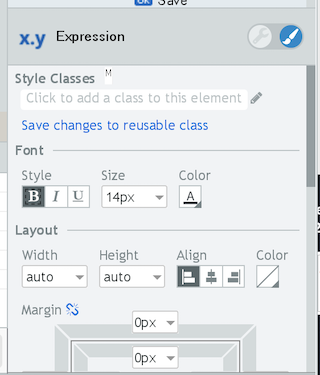 Save
x.y Expression
Style Classes M
Click to add a class to this element
Save changes to reusable class
Font
Style Size Color
B I U 14px A
Layout
Width Height Align Color
auto auto
Margin
0px
0px